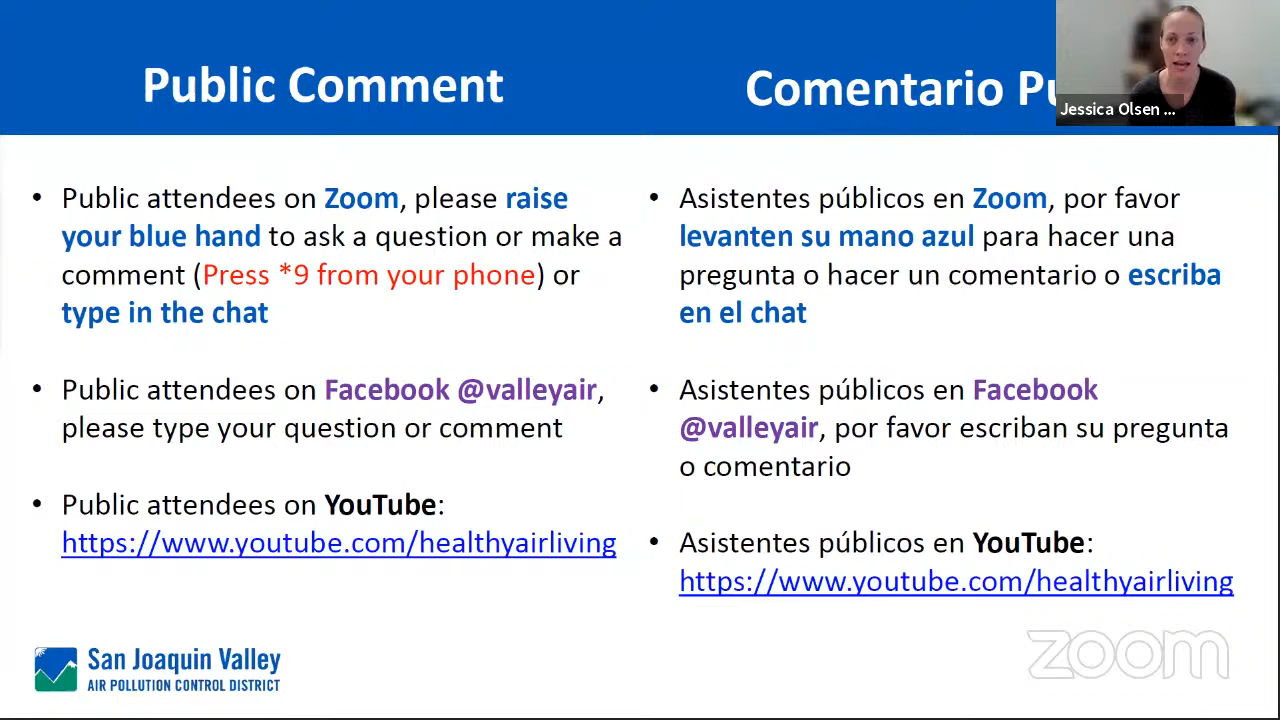 Public Comment
Comentario Pu
Jessica Olsen ...
• Public attendees on Zoom, please raise
your blue hand to ask a question or make a
comment (Press *9 from your phone) or
type in the chat
• Public attendees on Facebook @valleyair,
please type your question or comment
• Public attendees on YouTube:
https://www.youtube.com/healthyairliving
• Asistentes públicos en Zoom, por favor
levanten su mano azul para hacer una
pregunta o hacer un comentario o escriba
en el chat
• Asistentes públicos en Facebook
@valleyair, por favor escriban su pregunta
o comentario
• Asistentes públicos en YouTube:
https://www.youtube.com/healthyairliving
San Joaquin Valley
AIR POLLUTION CONTROL DISTRICT
zoom